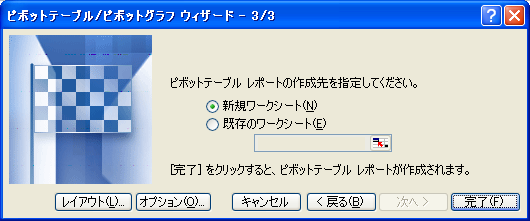 ピボットテーブル/ピボットグラフ ウィザード - 3/3
ピボットテーブル レポートの作成先を指定してください。
新規ワークシート(N)
既存のワークシート(E)
[完了] をクリックすると、ピボットテーブル レポートが作成されます。
レイアウト(L)... オプション(O)... キャンセル < 戻る(B) 次へ > 完了(F)